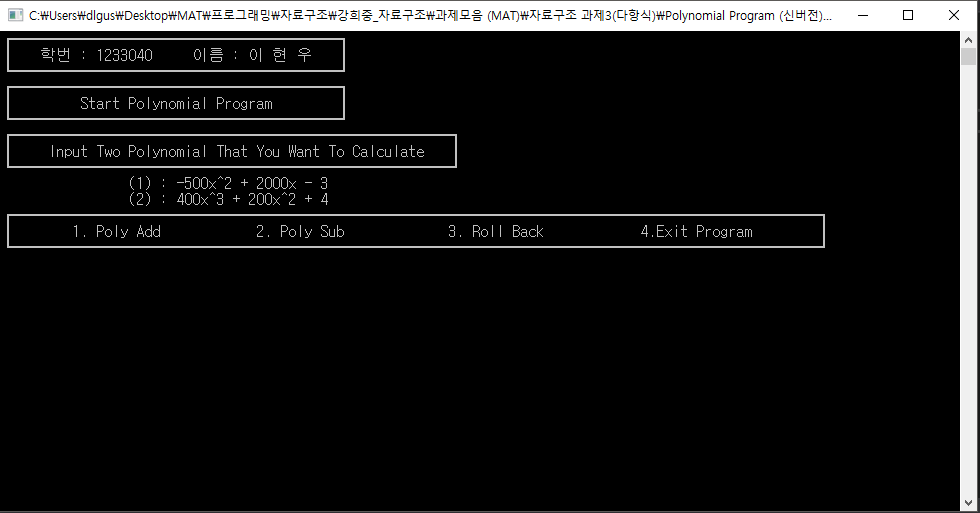 C:₩Users₩dlgus₩Desktop₩MAT₩프로그래밍₩자료구조₩강희중_자료구조₩과제모음 (MAT)₩자료구조 과제3(다항식)₩Polynomial Program (신버전)...
학번 : 1233040 이름 : 이 현 우
Start Polynomial Program
Input Two Polynomial That You Want To Calculate
(1) : -500x^2 + 2000x - 3
(2) : 400x^3 + 200x^2 + 4
1. Poly Add 2. Poly Sub 3. Roll Back 4.Exit Program